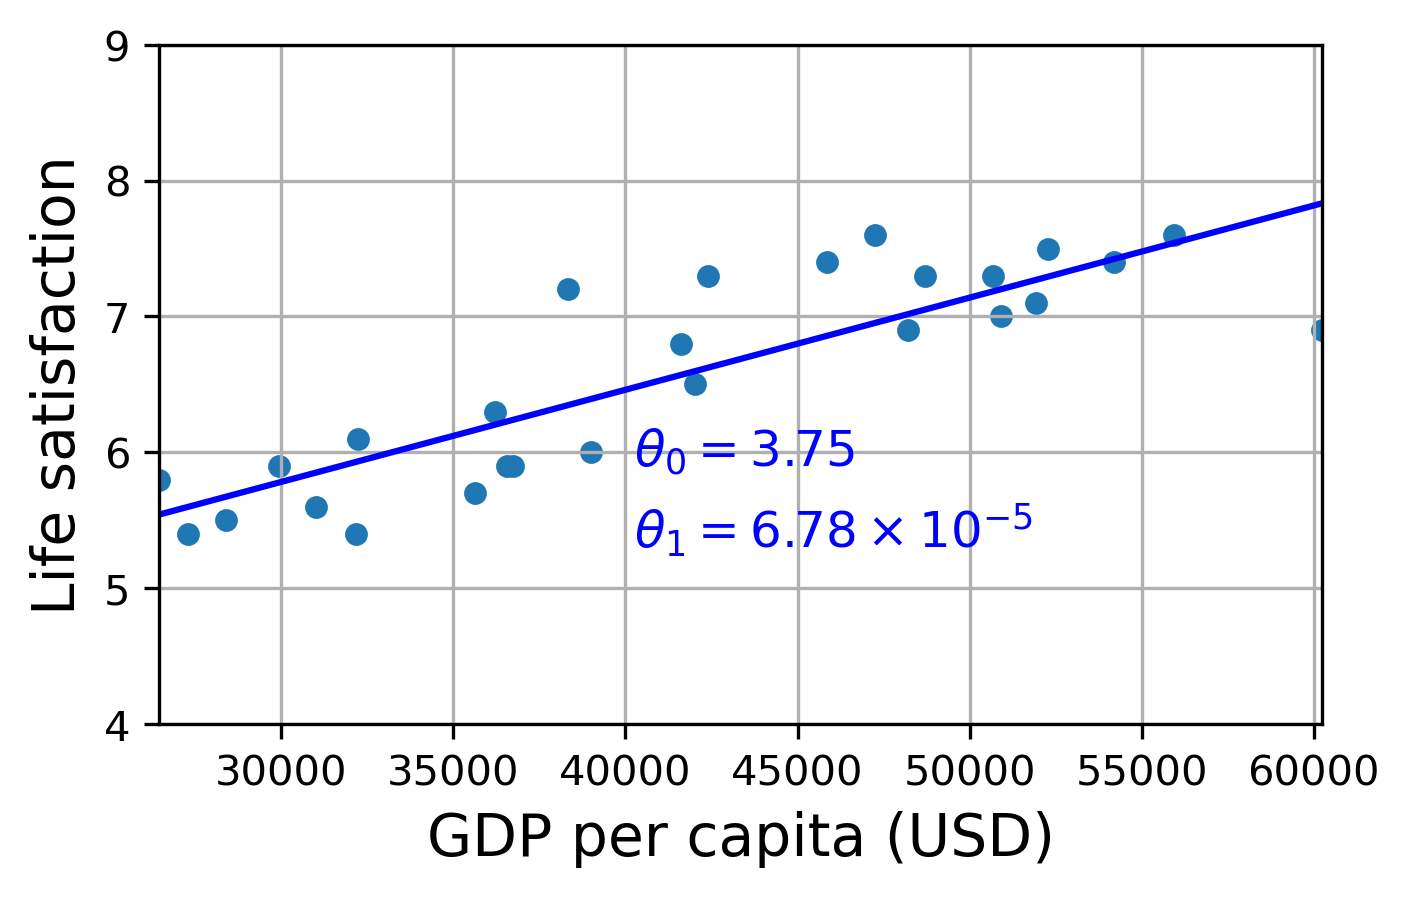 9
8
7
6
5
4
Life satisfaction
θ₀ = 3.75
θ₁ = 6.78 × 10⁻⁵
30000 35000 40000 45000 50000 55000 60000
GDP per capita (USD)